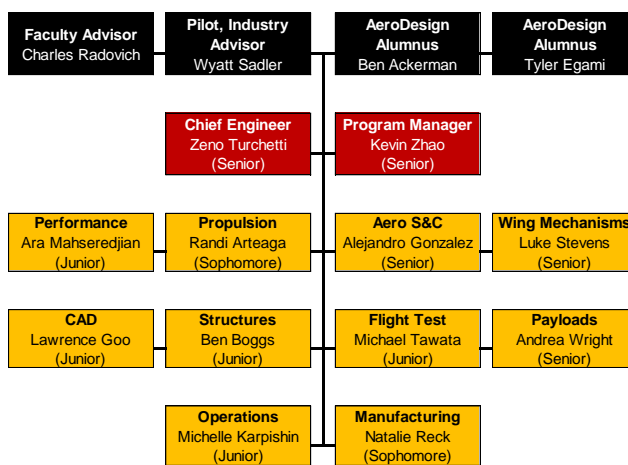 Faculty Advisor
Charles Radovich
Pilot, Industry
Advisor
Wyatt Sadler
AeroDesign
Alumnus
Ben Ackerman
AeroDesign
Alumnus
Tyler Egami
Chief Engineer
Zeno Turchetti
(Senior)
Program Manager
Kevin Zhao
(Senior)
Performance
Ara Mahseredjian
(Junior)
Propulsion
Randi Arteaga
(Sophomore)
Aero S&C
Alejandro Gonzalez
(Senior)
Wing Mechanisms
Luke Stevens
(Senior)
CAD
Lawrence Goo
(Junior)
Structures
Ben Boggs
(Junior)
Flight Test
Michael Tawata
(Junior)
Payloads
Andrea Wright
(Senior)
Operations
Michelle Karpishin
(Junior)
Manufacturing
Natalie Reck
(Sophomore)